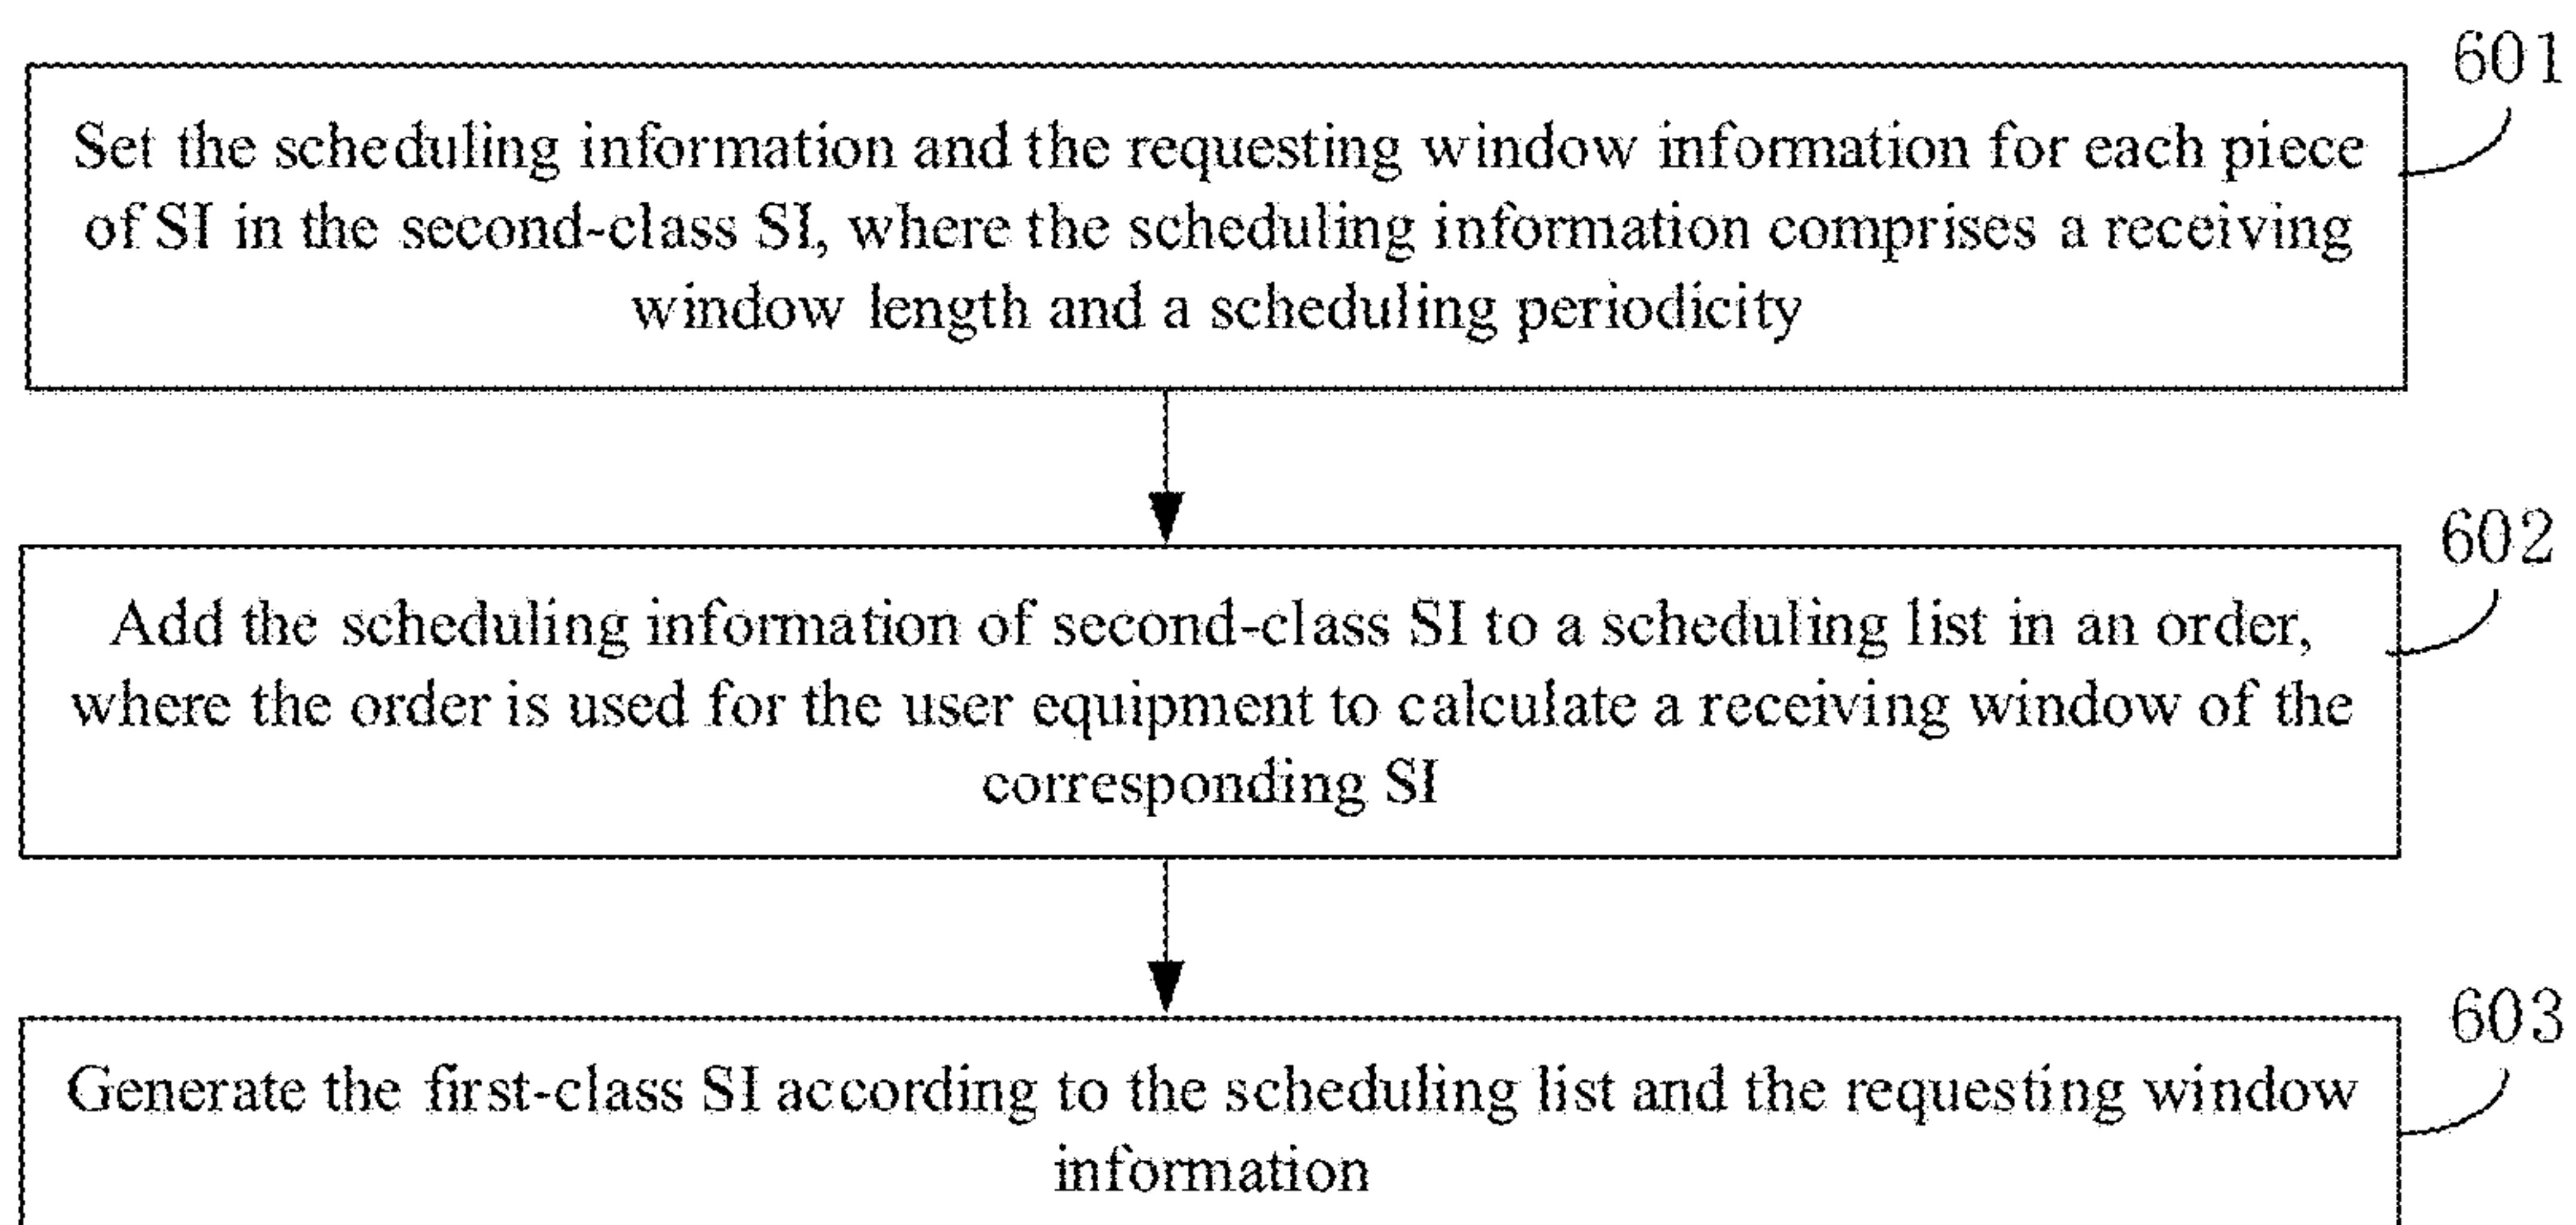 601
Set the scheduling information and the requesting window information for each piece
of SI in the second-class SI, where the scheduling information comprises a receiving
window length and a scheduling periodicity
602
Add the scheduling information of second-class SI to a scheduling list in an order,
where the order is used for the user equipment to calculate a receiving window of the
corresponding SI
603
Generate the first-class SI according to the scheduling list and the requesting window
information